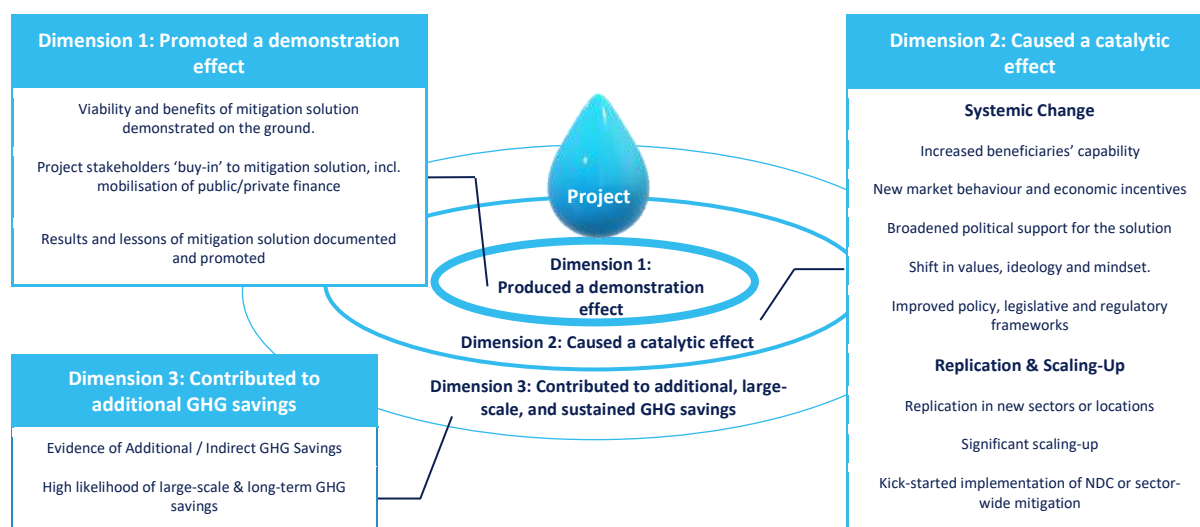 Dimension 1: Promoted a demonstration
effect
Viability and benefits of mitigation solution
demonstrated on the ground.
Project stakeholders ‘buy-in’ to mitigation solution, incl.
mobilisation of public/private finance
Results and lessons of mitigation solution documented
and promoted
Project
Dimension 1:
Produced a demonstration
effect
Dimension 2: Caused a catalytic effect
Dimension 3: Contributed to additional, large-
scale, and sustained GHG savings
Dimension 3: Contributed to
additional GHG savings
Evidence of Additional / Indirect GHG Savings
High likelihood of large-scale & long-term GHG
savings
Dimension 2: Caused a catalytic
effect
Systemic Change
Increased beneficiaries’ capability
New market behaviour and economic incentives
Broadened political support for the solution
Shift in values, ideology and mindset.
Improved policy, legislative and regulatory
frameworks
Replication & Scaling-Up
Replication in new sectors or locations
Significant scaling-up
Kick-started implementation of NDC or sector-
wide mitigation